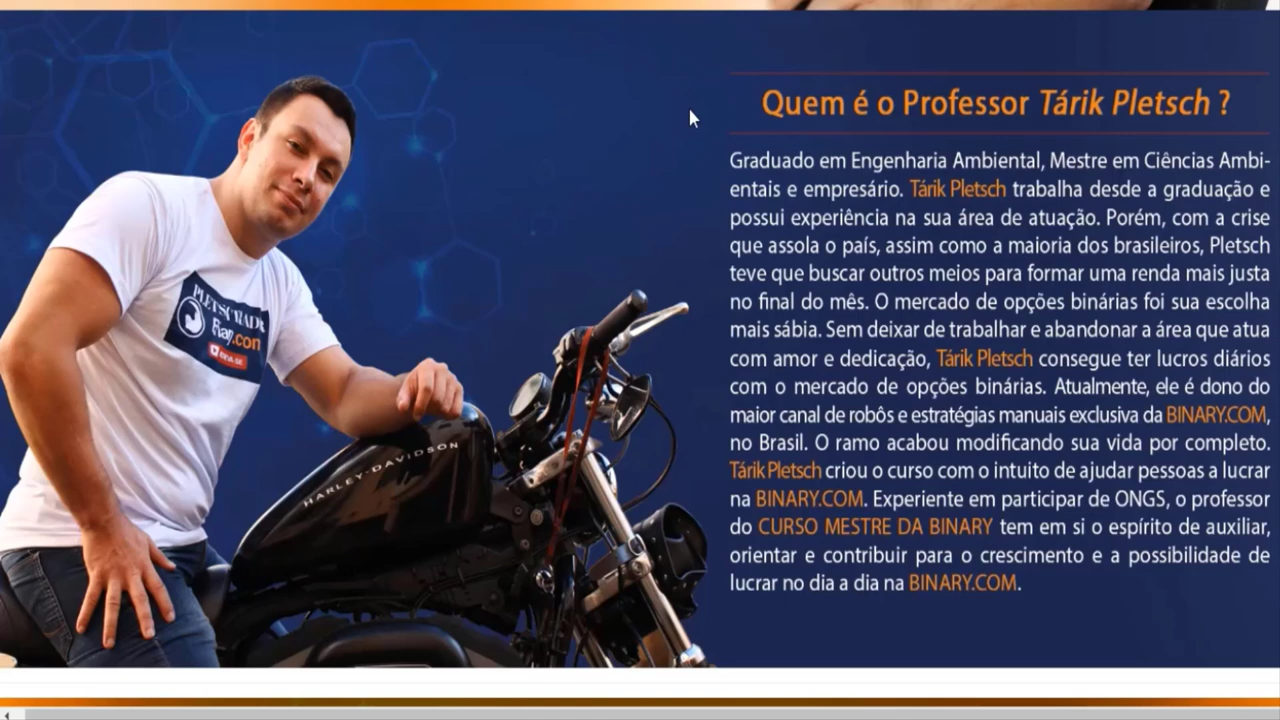 Quem é o Professor Tárik Pletsch ?
Graduado em Engenharia Ambiental, Mestre em Ciências Ambi-
entais e empresário. Tárik Pletsch trabalha desde a graduação e
possui experiência na sua área de atuação. Porém, com a crise
que assola o país, assim como a maioria dos brasileiros, Pletsch
teve que buscar outros meios para formar uma renda mais justa
no final do mês. O mercado de opções binárias foi sua escolha
mais sábia. Sem deixar de trabalhar e abandonar a área que atua
com amor e dedicação, Tárik Pletsch consegue ter lucros diários
com o mercado de opções binárias. Atualmente, ele é dono do
maior canal de robôs e estratégias manuais exclusiva da BINARY.COM,
no Brasil. O ramo acabou modificando sua vida por completo.
Tárik Pletsch criou o curso com o intuito de ajudar pessoas a lucrar
na BINARY.COM. Experiente em participar de ONGS, o professor
do CURSO MESTRE DA BINARY tem em si o espírito de auxiliar,
orientar e contribuir para o crescimento e a possibilidade de
lucrar no dia a dia na BINARY.COM.
HARLEY-DAVIDSON